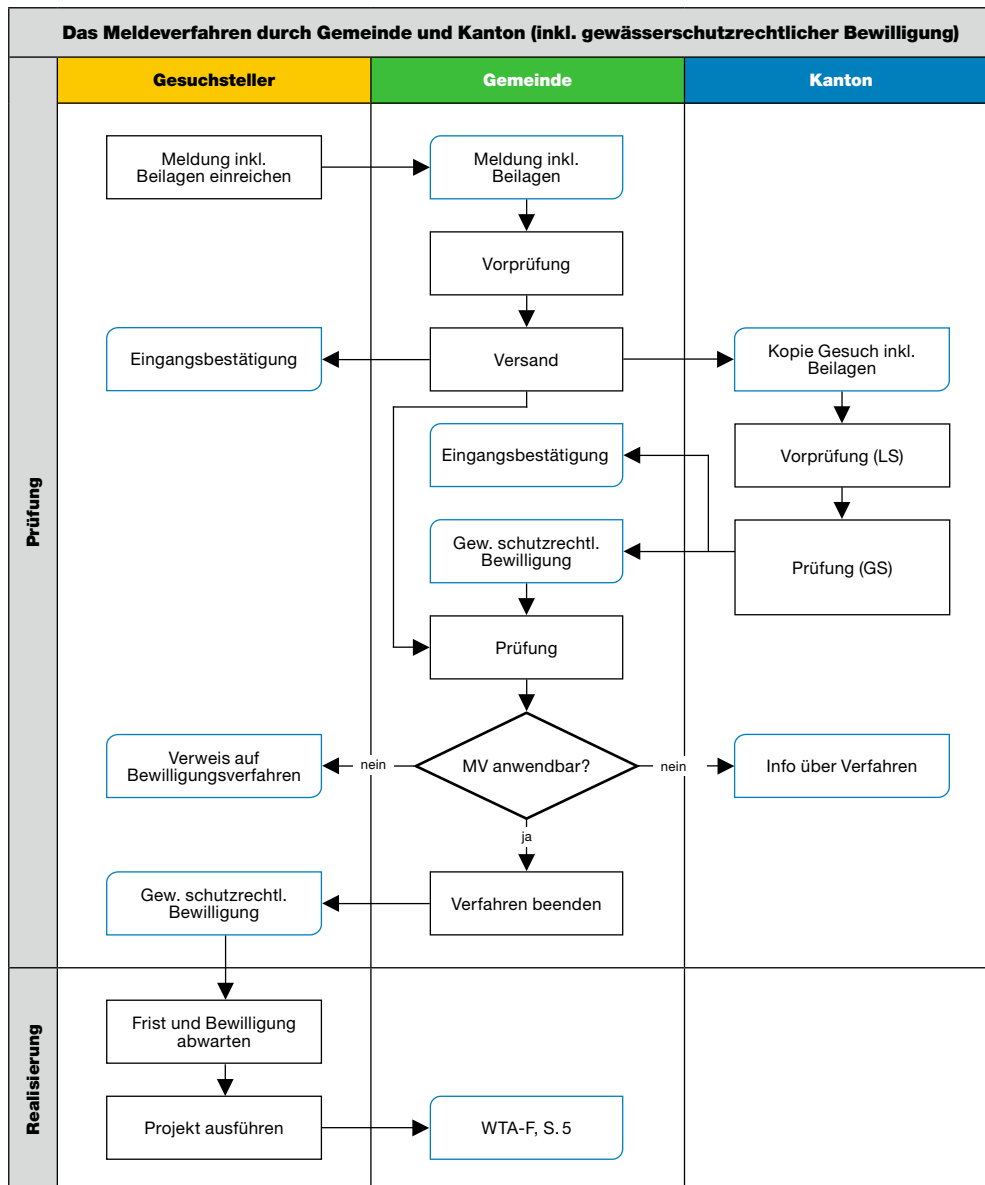 Das Meldeverfahren durch Gemeinde und Kanton (inkl. gewässerschutzrechtlicher Bewilligung)
Gesuchsteller
Gemeinde
Kanton
Prüfung
Meldung inkl.
Beilagen einreichen
Meldung inkl.
Beilagen
Vorprüfung
Eingangsbestätigung
Versand
Kopie Gesuch inkl.
Beilagen
Eingangsbestätigung
Vorprüfung (LS)
Gew. schutzrechtl.
Bewilligung
Prüfung (GS)
Prüfung
Verweis auf
Bewilligungsverfahren
nein
MV anwendbar?
nein
Info über Verfahren
ja
Gew. schutzrechtl.
Bewilligung
Verfahren beenden
Realisierung
Frist und Bewilligung
abwarten
Projekt ausführen
WTA-F, S. 5